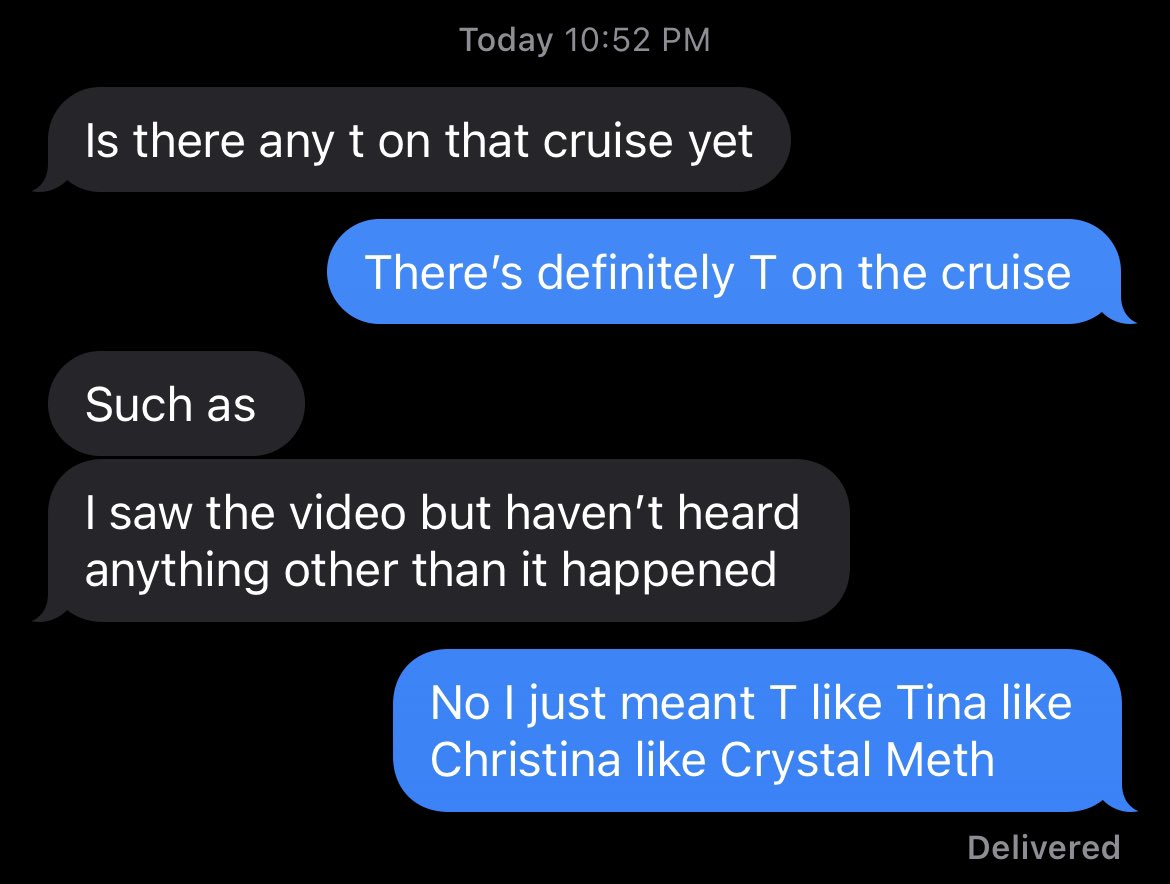 Today 10:52 PM
Is there any t on that cruise yet
There’s definitely T on the cruise
Such as
I saw the video but haven’t heard
anything other than it happened
No I just meant T like Tina like
Christina like Crystal Meth
Delivered